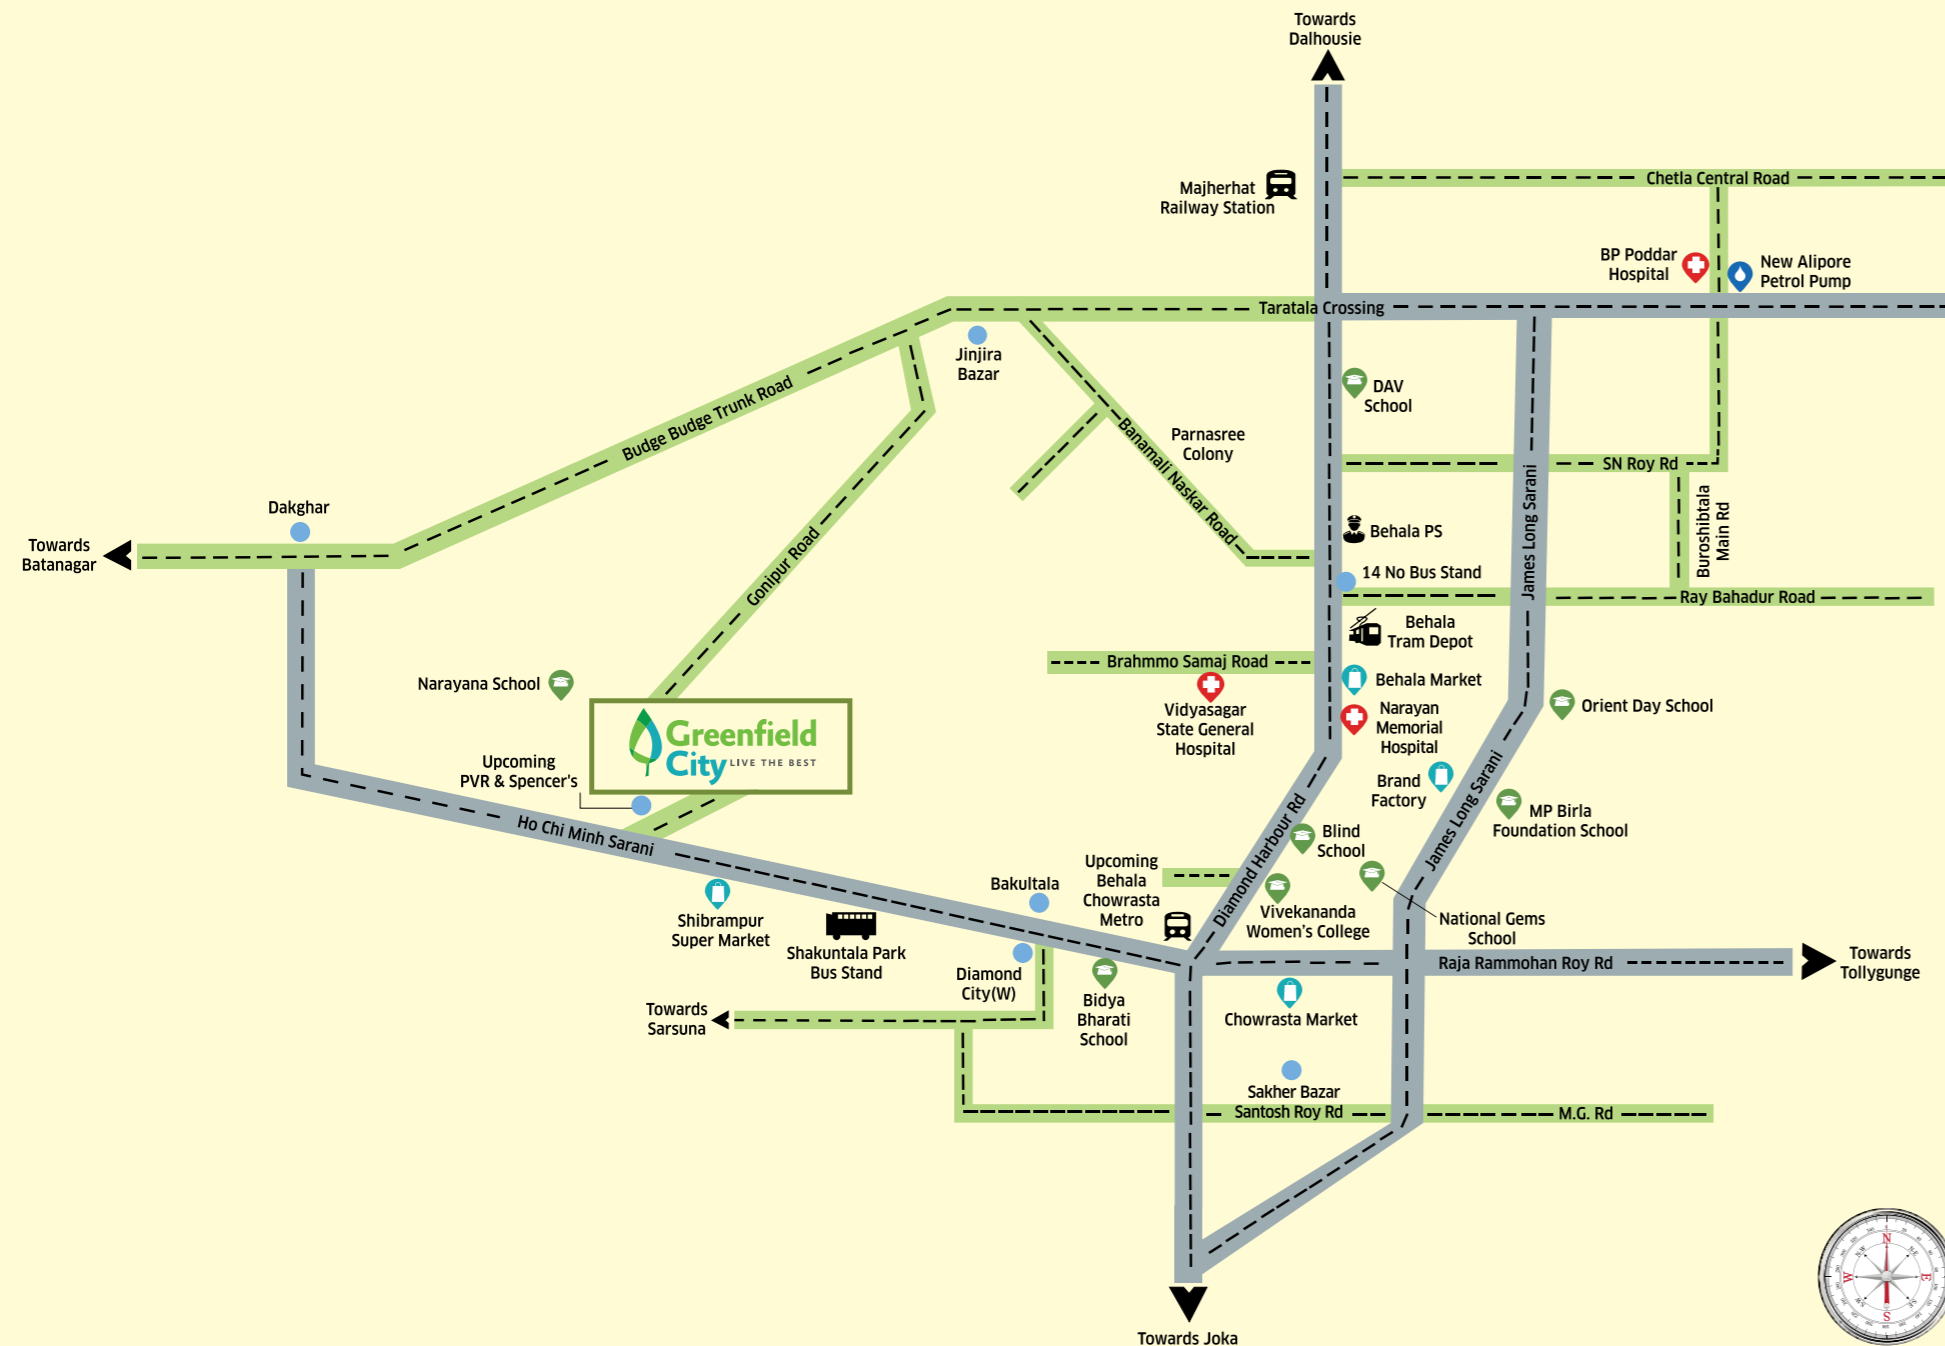 Towards
Dalhousie
Majherhat
Railway Station
Chetla Central Road
BP Poddar
Hospital
New Alipore
Petrol Pump
Taratala Crossing
Jinjira
Bazar
DAV
School
Budge Budge Trunk Road
Banamali Naskar Road
Parnasree
Colony
SN Roy Rd
James Long Sarani
Buroshibtala
Main Rd
Dakghar
Towards
Batanagar
Gonipur Road
Behala PS
14 No Bus Stand
Ray Bahadur Road
Behala
Tram Depot
Brahmmo Samaj Road
Narayana School
Vidyasagar
State General
Hospital
Behala Market
Narayan
Memorial
Hospital
Orient Day School
Greenfield
City
LIVE THE BEST
Upcoming
PVR & Spencer's
Brand
Factory
James Long Sarani
MP Birla
Foundation School
Ho Chi Minh Sarani
Diamond Harbour Rd
Blind
School
Upcoming
Behala
Chowrasta
Metro
Bakultala
Vivekananda
Women's College
National Gems
School
Shibrampur
Super Market
Shakuntala Park
Bus Stand
Diamond
City(W)
Raja Rammohan Roy Rd
Towards
Tollygunge
Bidya
Bharati
School
Towards
Sarsuna
Chowrasta Market
Sakher Bazar
Santosh Roy Rd
M.G. Rd
N
W
E
S
Towards Joka